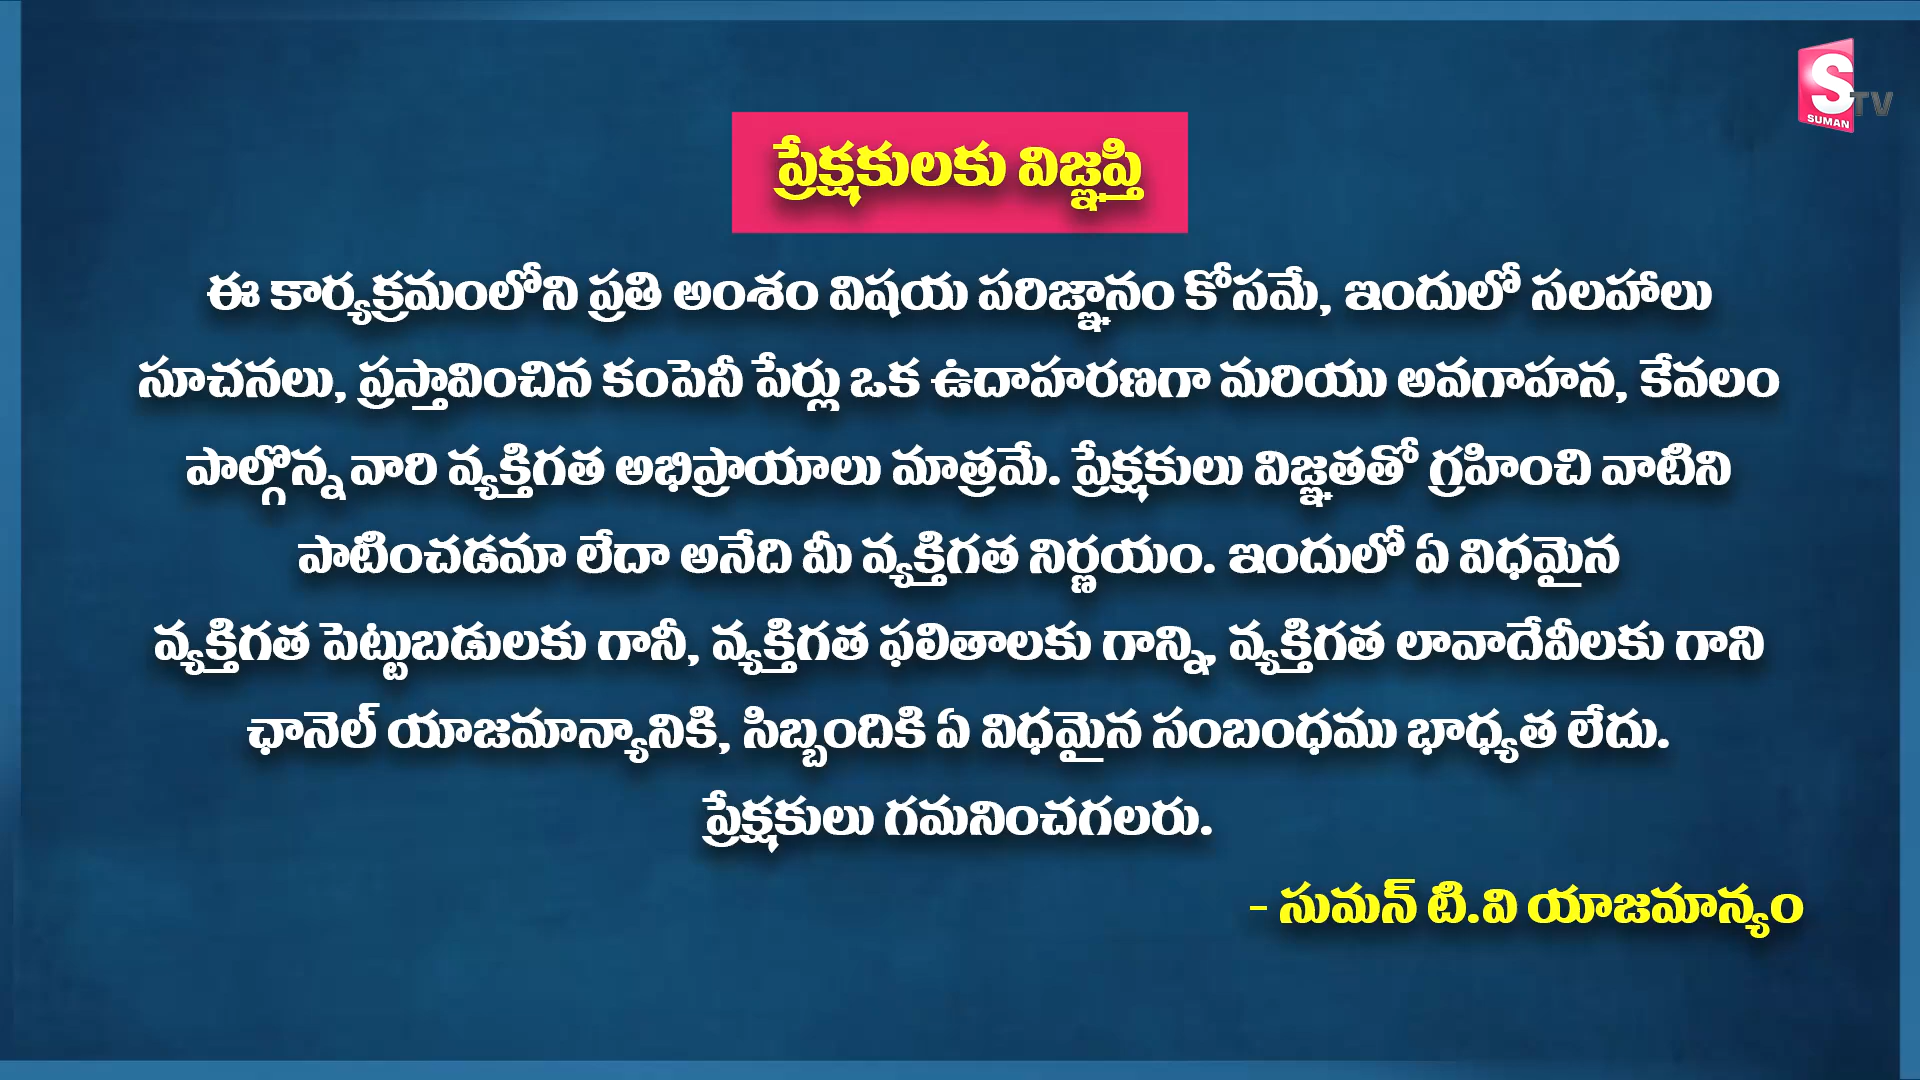 S TV
SUMAN
ప్రేక్షకులకు విజ్ఞప్తి
ఈ కార్యక్రమంలోని ప్రతి అంశం విషయ పరిజ్ఞానం కోసమే, ఇందులో సలహాలు
సూచనలు, ప్రస్తావించిన కంపెనీ పేర్లు ఒక ఉదాహరణగా మరియు అవగాహన, కేవలం
పాల్గొన్న వారి వ్యక్తిగత అభిప్రాయాలు మాత్రమే. ప్రేక్షకులు విజ్ఞతతో గ్రహించి వాటిని
పాటించడమా లేదా అనేది మీ వ్యక్తిగత నిర్ణయం. ఇందులో ఏ విధమైన
వ్యక్తిగత పెట్టుబడులకు గానీ, వ్యక్తిగత ఫలితాలకు గాన్ని, వ్యక్తిగత లావాదేవీలకు గాని
ఛానెల్ యాజమాన్యానికి, సిబ్బందికి ఏ విధమైన సంబంధము భాధ్యత లేదు.
ప్రేక్షకులు గమనించగలరు.
- సుమన్ టి.వి యాజమాన్యం